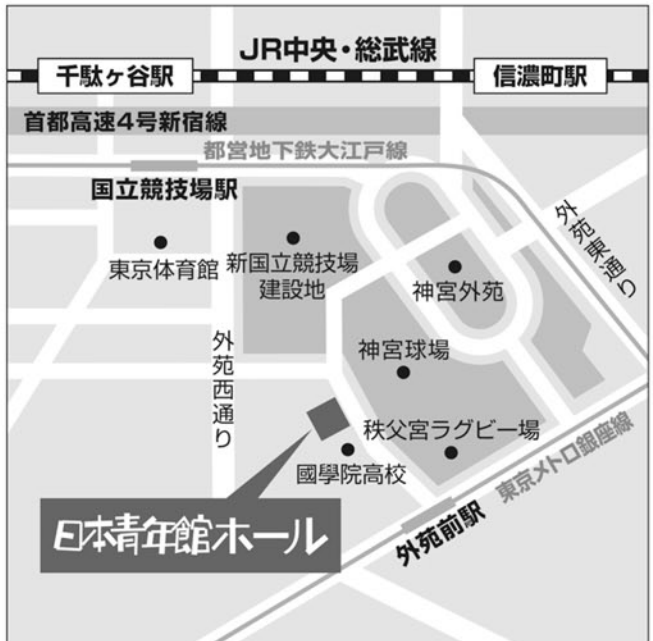 JR中央・総武線
千駄ヶ谷駅
信濃町駅
首都高速4号新宿線
都営地下鉄大江戸線
国立競技場駅
外苑東通り
東京体育館
新国立競技場
建設地
神宮外苑
外苑西通り
神宮球場
秩父宮ラグビー場
國學院高校
東京メトロ銀座線
外苑前駅
日本青年館ホール